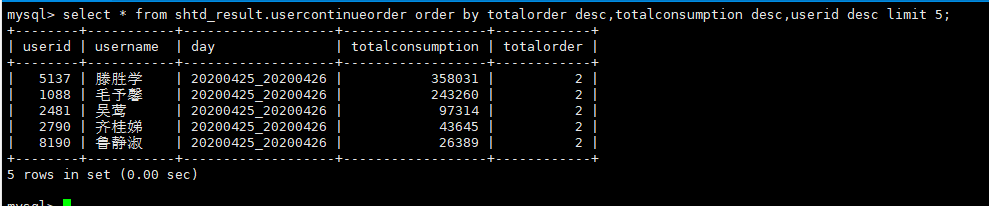 mysql> select * from shtd_result.usercontinueorder order by totalorder desc,totalconsumption desc,userid desc limit 5;
+--------+-----------+-------------------+------------------+------------+
| userid | username | day | totalconsumption | totalorder |
+--------+-----------+-------------------+------------------+------------+
| 5137 | 滕胜学 | 20200425_20200426 | 358031 | 2 |
| 1088 | 毛予馨 | 20200425_20200426 | 243260 | 2 |
| 2481 | 吴莺 | 20200425_20200426 | 97314 | 2 |
| 2790 | 齐桂娣 | 20200425_20200426 | 43645 | 2 |
| 8190 | 鲁静淑 | 20200425_20200426 | 26389 | 2 |
+--------+-----------+-------------------+------------------+------------+
5 rows in set (0.00 sec)
mysql>